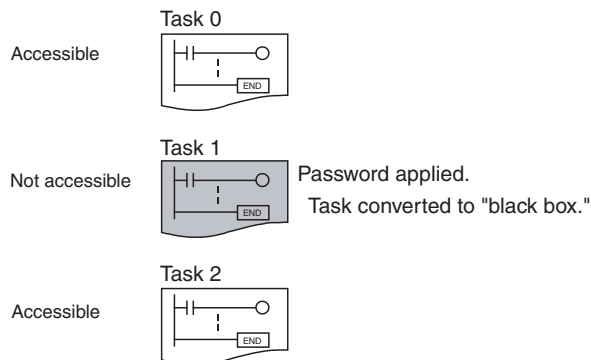 Task 0
Accessible
END
Task 1
Not accessible
Password applied.
END
Task converted to "black box."
Task 2
Accessible
END